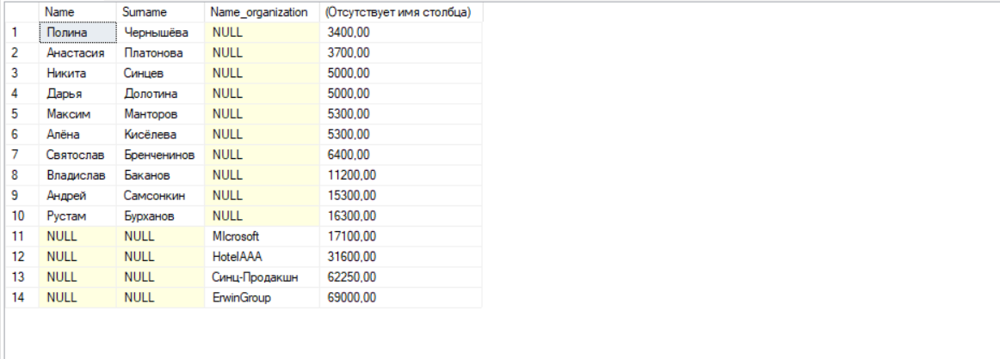 Name Surname Name_organization (Отсутствует имя столбца)
1 Полина Чернышёва NULL 3400,00
2 Анастасия Платонова NULL 3700,00
3 Никита Синцев NULL 5000,00
4 Дарья Долотина NULL 5000,00
5 Максим Манторов NULL 5300,00
6 Алёна Кисёлева NULL 5300,00
7 Святослав Бренченинов NULL 6400,00
8 Владислав Баканов NULL 11200,00
9 Андрей Самсонкин NULL 15300,00
10 Рустам Бурханов NULL 16300,00
11 NULL NULL MIcrosoft 17100,00
12 NULL NULL HotelAAA 31600,00
13 NULL NULL Синц-Продакшн 62250,00
14 NULL NULL ErwinGroup 69000,00